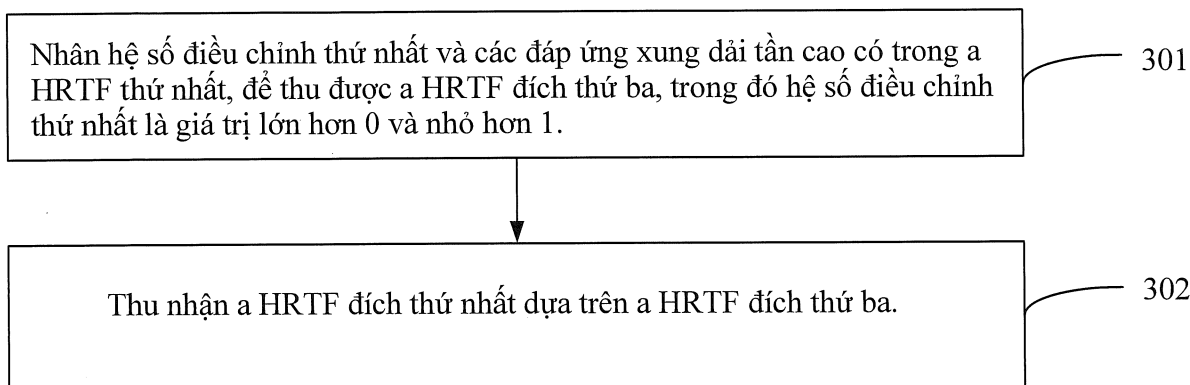 Nhân hệ số điều chỉnh thứ nhất và các đáp ứng xung dải tần cao có trong a
HRTF thứ nhất, để thu được a HRTF đích thứ ba, trong đó hệ số điều chỉnh
thứ nhất là giá trị lớn hơn 0 và nhỏ hơn 1.
301
Thu nhận a HRTF đích thứ nhất dựa trên a HRTF đích thứ ba.
302